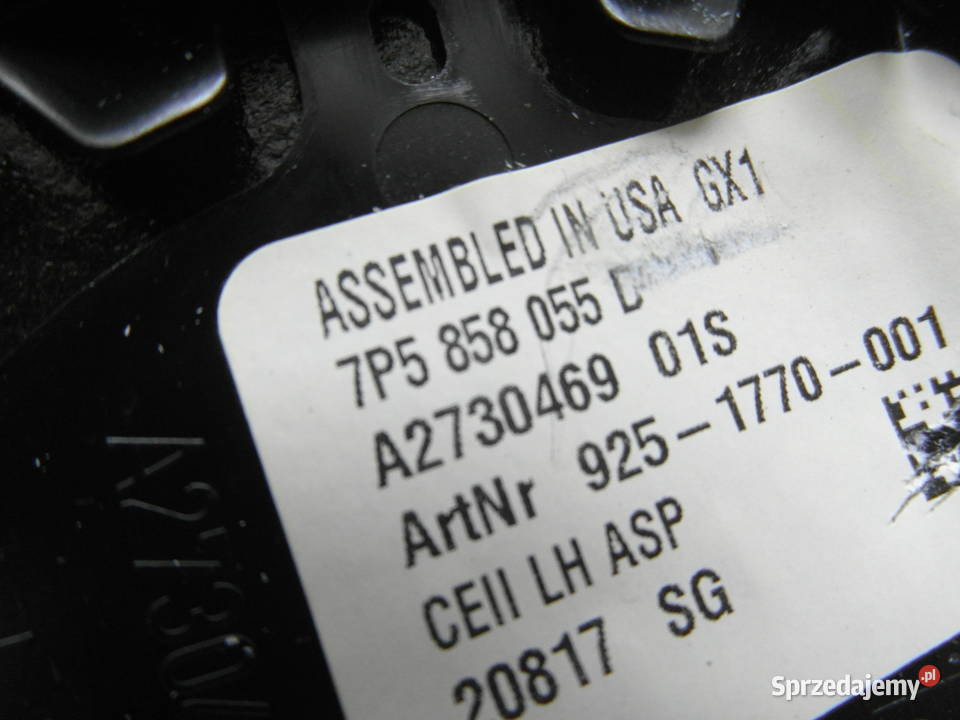 ASSEMBLED IN USA GX1
7P5 858 055
A2730469 01S
ArtNr 925-1770-001
CEII LH ASP
20817 SG
Sprzedajemy.pl